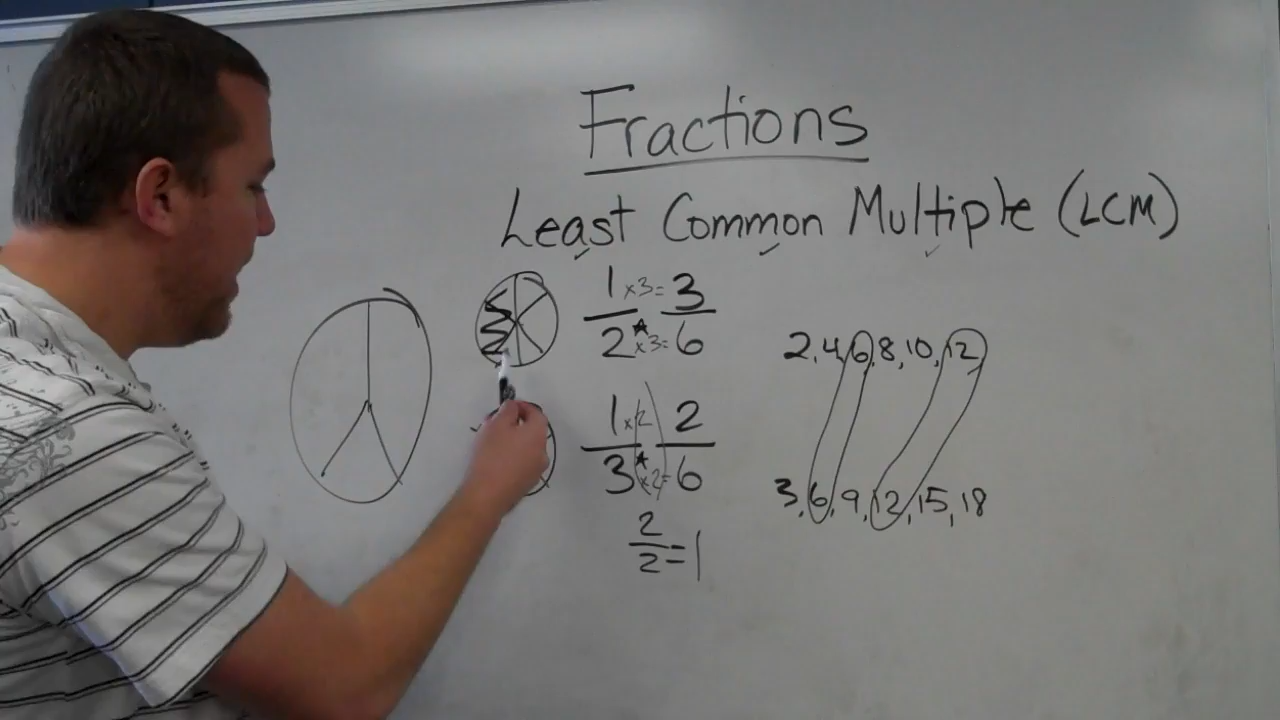 Fractions
Least Common Multiple (LCM)
1 x3= 3
2 x3= 6
2,4,6,8,10,12
1 x2 2
3 x2= 6
3,6,9,12,15,18
2
2 =1